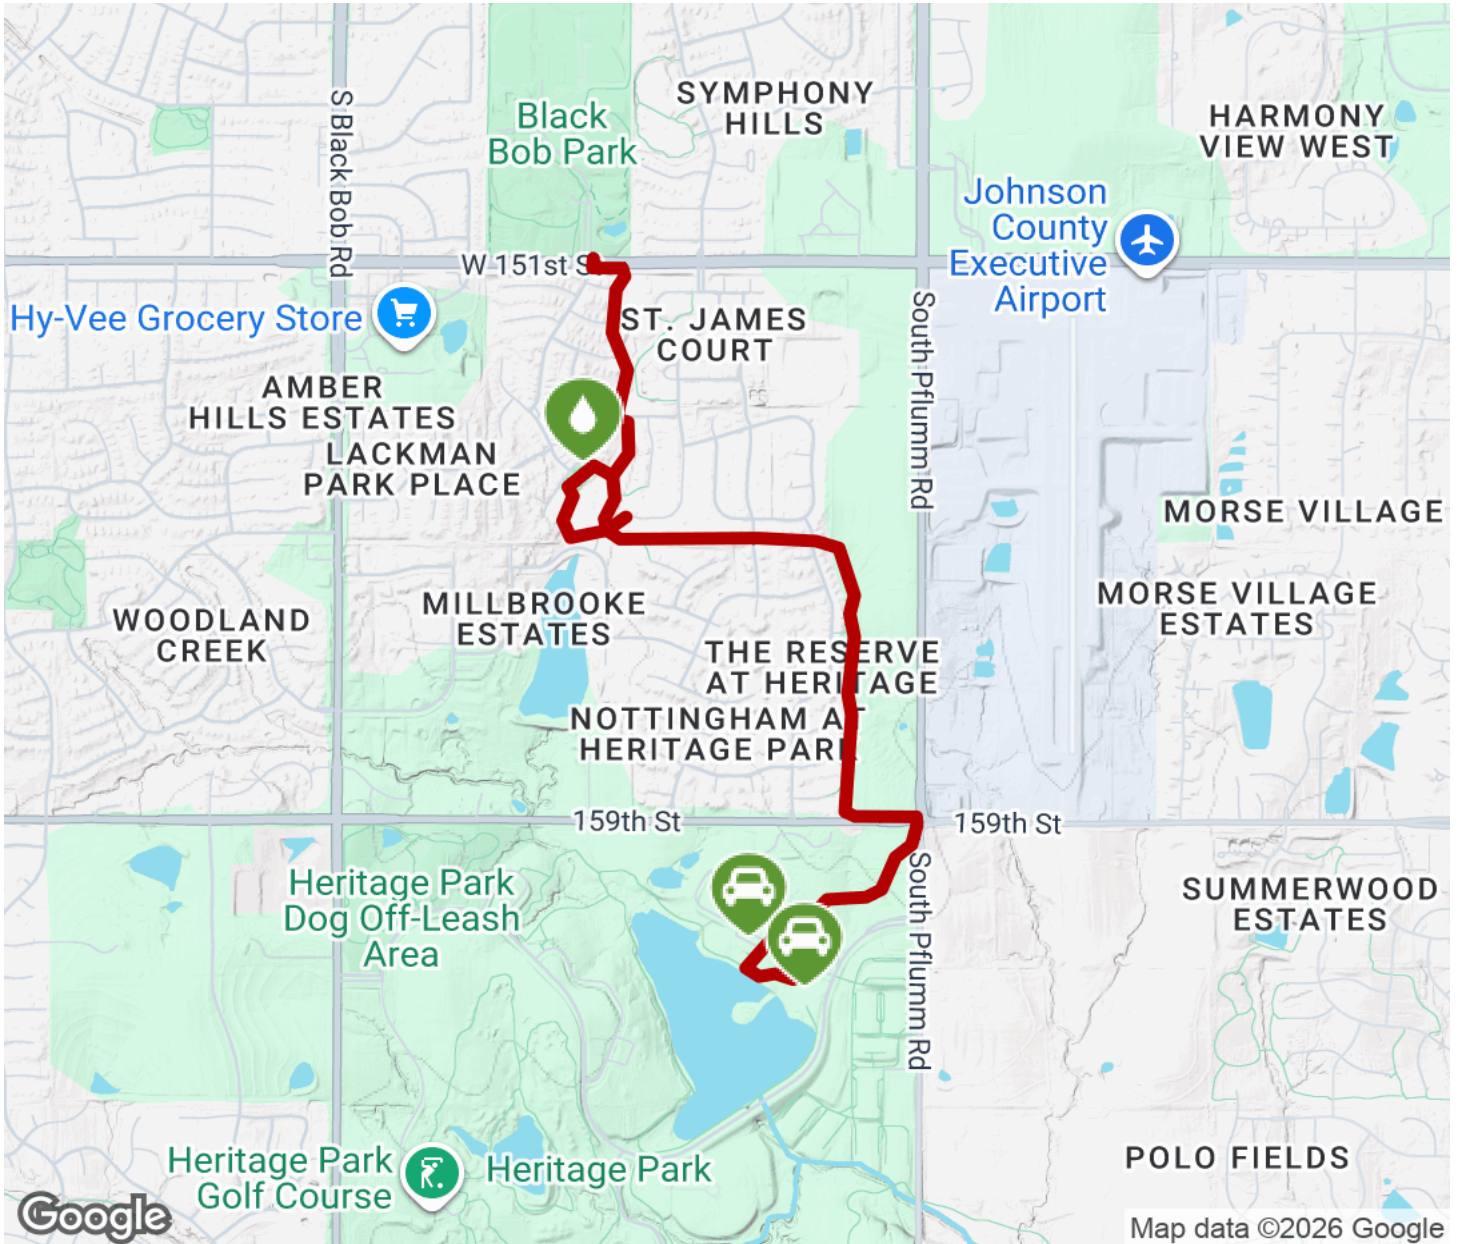 SYMPHONY
HILLS
Black
Bob Park
HARMONY
VIEW WEST
S Black Bob Rd
Johnson
County
Executive
Airport
W 151st S
Hy-Vee Grocery Store
ST. JAMES
COURT
South Pflumm Rd
AMBER
HILLS ESTATES
LACKMAN
PARK PLACE
MORSE VILLAGE
MORSE VILLAGE
ESTATES
MILLBROOKE
ESTATES
WOODLAND
CREEK
THE RESERVE
AT HERITAGE
NOTTINGHAM AT
HERITAGE PARK
159th St
159th St
Heritage Park
Dog Off-Leash
Area
South Pflumm Rd
SUMMERWOOD
ESTATES
Heritage Park
Golf Course
Heritage Park
POLO FIELDS
Google
Map data ©2026 Google